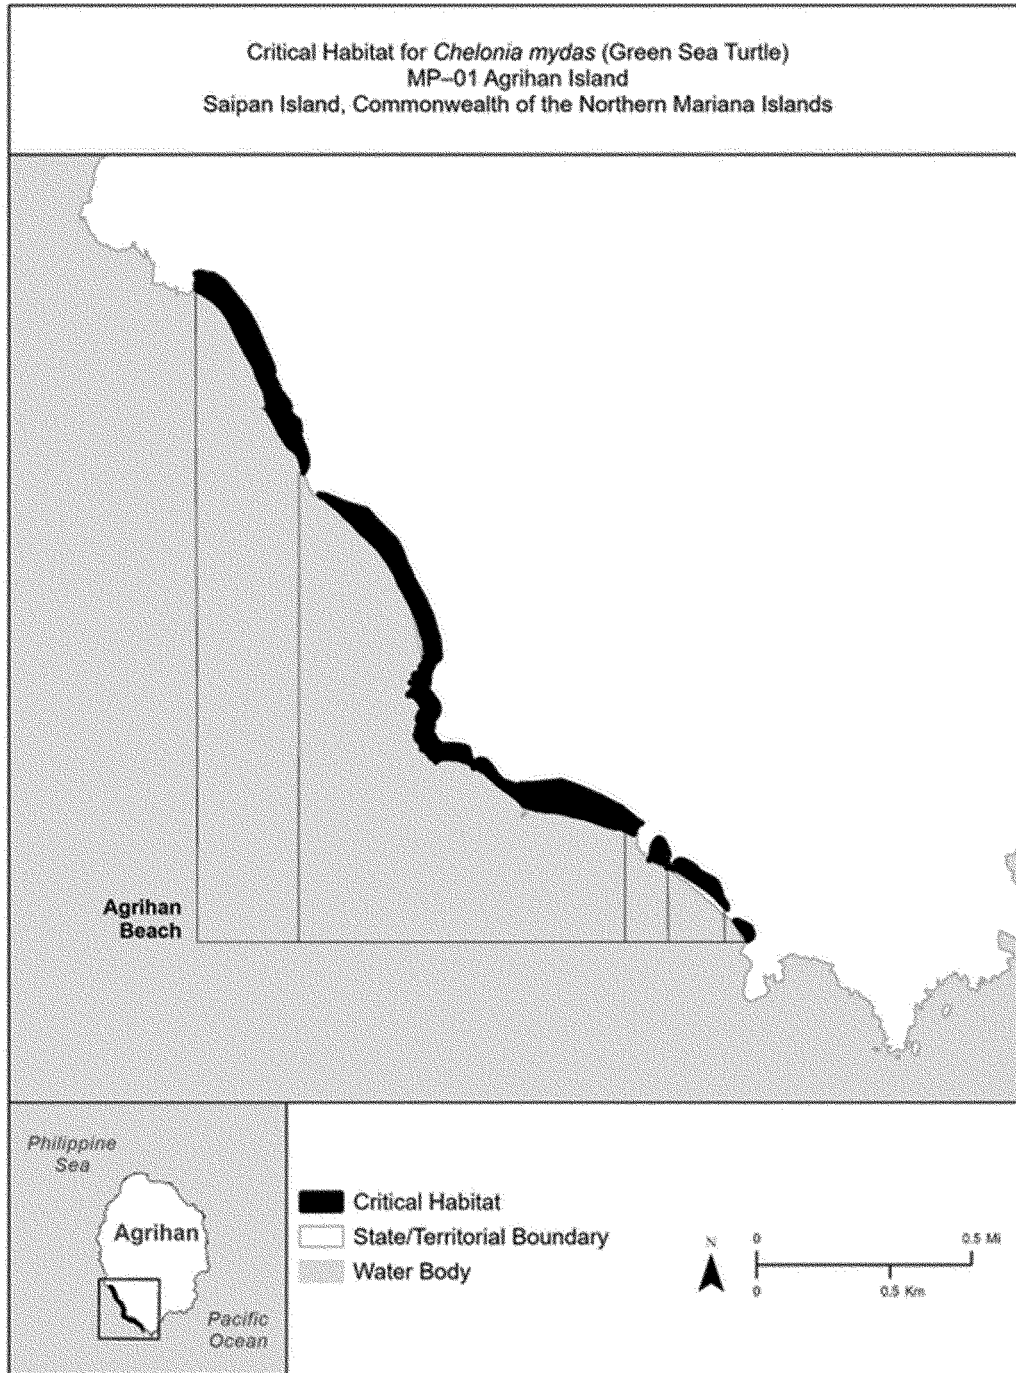 Critical Habitat for Chelonia mydas (Green Sea Turtle)
MP–01 Agrihan Island
Saipan Island, Commonwealth of the Northern Mariana Islands
Agrihan
Beach
Philippine
Sea
Agrihan
Pacific
Ocean
Critical Habitat
State/Territorial Boundary
Water Body
N
0 0.5 Mi
0 0.5 Km